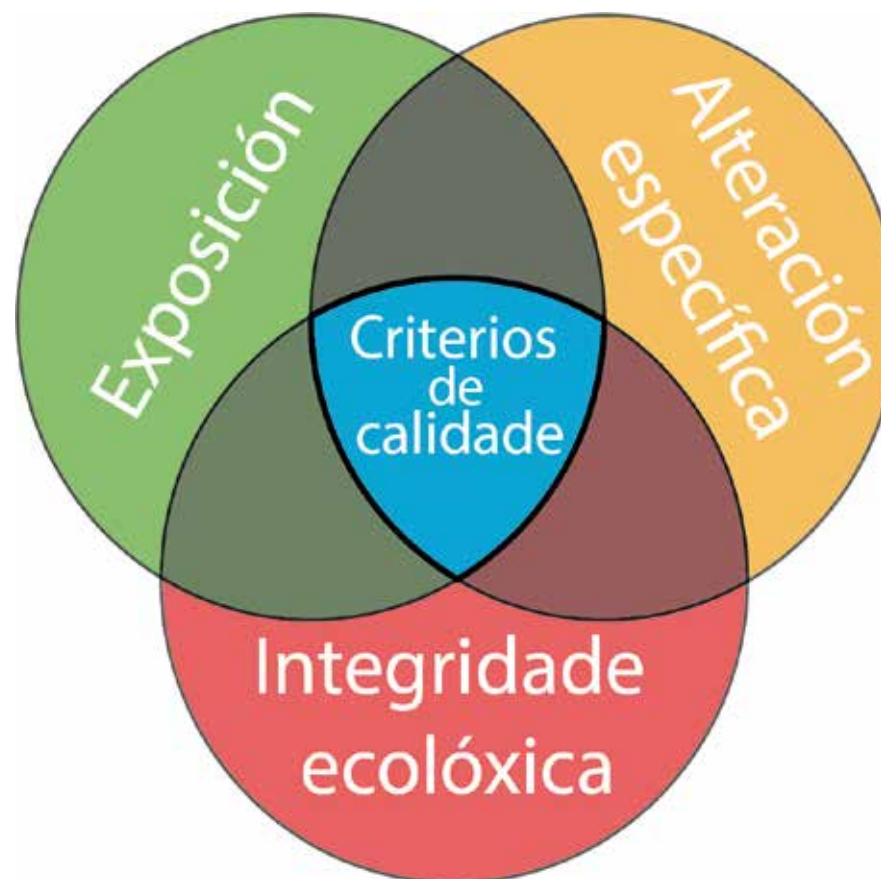 Exposición
Alteración
específica
Criterios
de
calidade
Integridade
ecolóxica